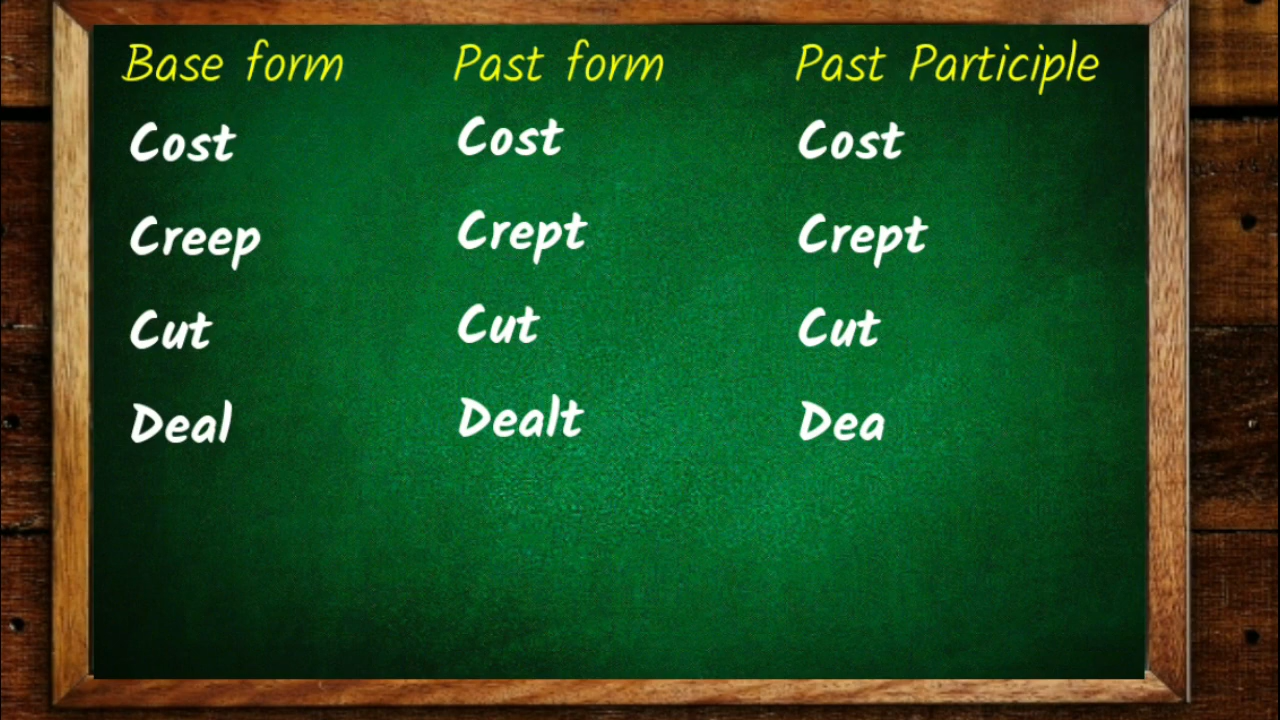 Base form Past form Past Participle
Cost Cost Cost
Creep Crept Crept
Cut Cut Cut
Deal Dealt Dea